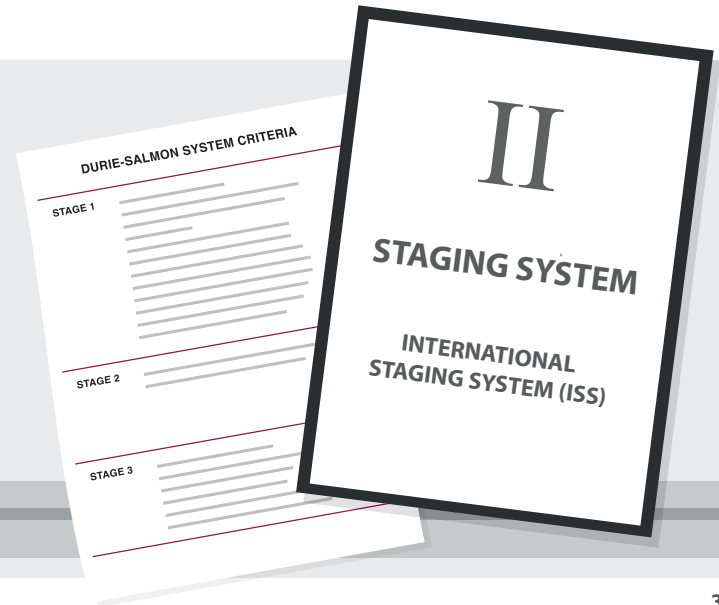 DURIE-SALMON SYSTEM CRITERIA
STAGE 1
STAGE 2
STAGE 3
II
STAGING SYSTEM
INTERNATIONAL
STAGING SYSTEM (ISS)